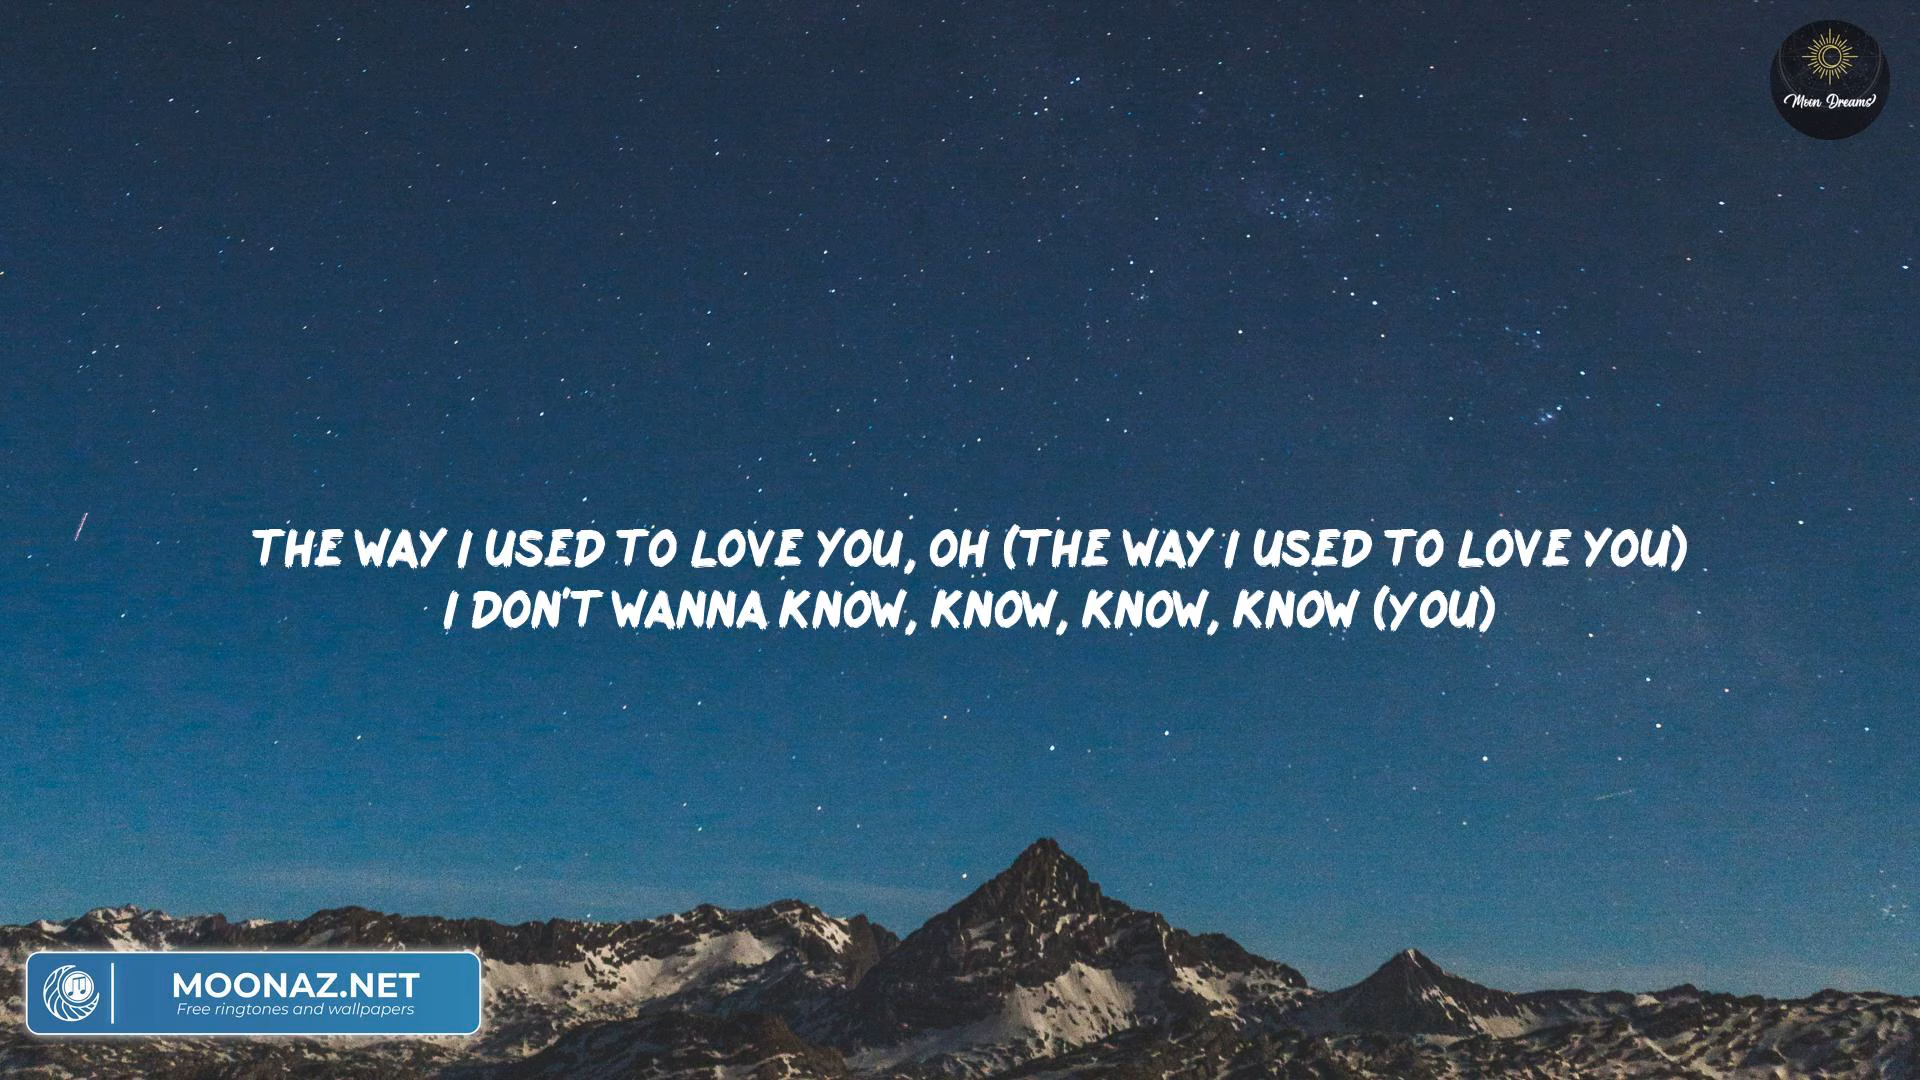 Moon Dreams
THE WAY I USED TO LOVE YOU, OH (THE WAY I USED TO LOVE YOU)
I DON'T WANNA KNOW, KNOW, KNOW, KNOW (YOU)
MOONAZ.NET
Free ringtones and wallpapers